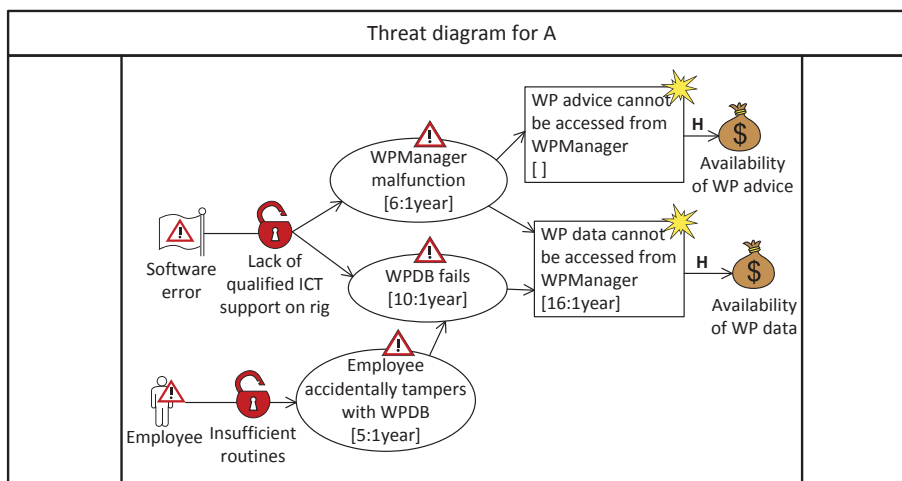 Threat diagram for A
WP advice cannot
be accessed from
WPManager
[ ]
H
$
Availability
of WP advice
!
WPManager
malfunction
[6:1year]
!
Software
error
Lack of
qualified ICT
support on rig
!
WPDB fails
[10:1year]
WP data cannot
be accessed from
WPManager
[16:1year]
H
$
Availability
of WP data
!
Employee
accidentally tampers
with WPDB
[5:1year]
!
Employee
Insufficient
routines